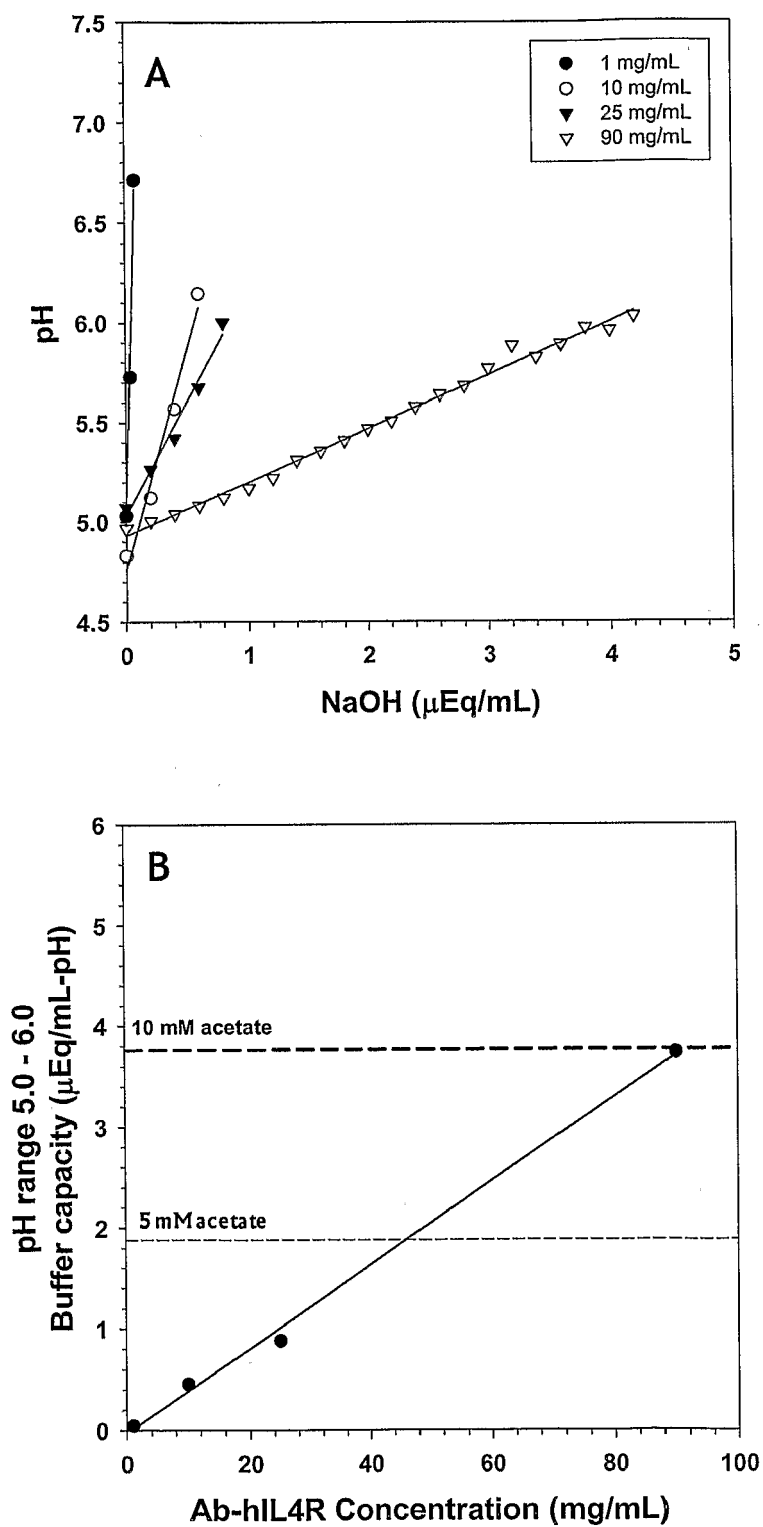 A
7.5
7.0
6.5
6.0
5.5
5.0
4.5
pH
1 mg/mL
10 mg/mL
25 mg/mL
90 mg/mL
0 1 2 3 4 5
NaOH (μEq/mL)
B
6
5
4
3
2
1
0
pH range 5.0 - 6.0
Buffer capacity (μEq/mL-pH)
10 mM acetate
5 mM acetate
0 20 40 60 80 100
Ab-hIL4R Concentration (mg/mL)